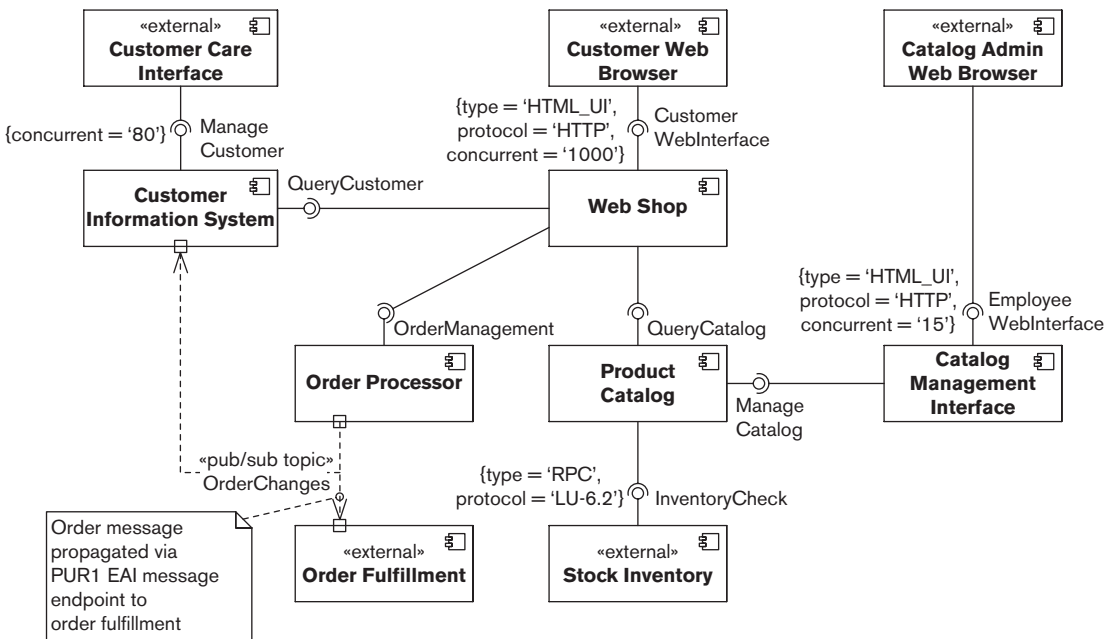 «external»
Customer Care
Interface
«external»
Customer Web
Browser
«external»
Catalog Admin
Web Browser
{concurrent = ‘80’}
Manage
Customer
{type = ‘HTML_UI’,
protocol = ‘HTTP’,
concurrent = ‘1000’}
Customer
WebInterface
Customer
Information System
QueryCustomer
Web Shop
{type = ‘HTML_UI’,
protocol = ‘HTTP’,
concurrent = ‘15’}
Employee
WebInterface
OrderManagement
QueryCatalog
Order Processor
Product
Catalog
Manage
Catalog
Catalog
Management
Interface
«pub/sub topic»
OrderChanges
{type = ‘RPC’,
protocol = ‘LU-6.2’}
InventoryCheck
Order message
propagated via
PUR1 EAI message
endpoint to
order fulfillment
«external»
Order Fulfillment
«external»
Stock Inventory